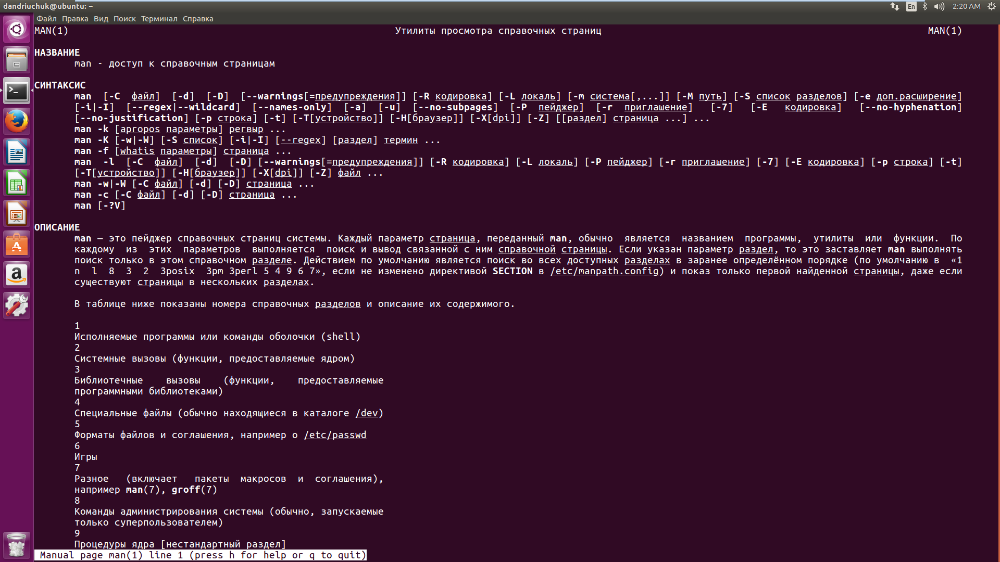 dandriuchuk@ubuntu: ~
En
2:20 AM
Файл Правка Вид Поиск Терминал Справка
MAN(1) Утилиты просмотра справочных страниц MAN(1)
НАЗВАНИЕ
man - доступ к справочным страницам
СИНТАКСИС
man [-C файл] [-d] [-D] [--warnings[=предупреждения]] [-R кодировка] [-L локаль] [-m система[,...]] [-M путь] [-S список разделов] [-e доп.расширение]
[-i|-I] [--regex|--wildcard] [--names-only] [-a] [-u] [--no-subpages] [-P пейджер] [-r приглашение] [-7] [-E кодировка] [--no-hyphenation]
[--no-justification] [-p строка] [-t] [-T[устройство]] [-H[браузер]] [-X[dpi]] [-Z] [[раздел] страница ...] ...
man -k [apropos параметры] регвыр ...
man -K [-w|-W] [-S список] [-i|-I] [--regex] [раздел] термин ...
man -f [whatis параметры] страница ...
man -l [-C файл] [-d] [-D] [--warnings[=предупреждения]] [-R кодировка] [-L локаль] [-P пейджер] [-r приглашение] [-7] [-E кодировка] [-p строка] [-t]
[-T[устройство]] [-H[браузер]] [-X[dpi]] [-Z] файл ...
man -w|-W [-C файл] [-d] [-D] страница ...
man -c [-C файл] [-d] [-D] страница ...
man [-?V]
ОПИСАНИЕ
man — это пейджер справочных страниц системы. Каждый параметр страница, переданный man, обычно является названием программы, утилиты или функции. По
каждому из этих параметров выполняется поиск и вывод связанной с ним справочной страницы. Если указан параметр раздел, то это заставляет man выполнять
поиск только в этом справочном разделе. Действием по умолчанию является поиск во всех доступных разделах в заранее определённом порядке (по умолчанию в «1
n l 8 3 2 3posix 3pm 3perl 5 4 9 6 7», если не изменено директивой SECTION в /etc/manpath.config) и показ только первой найденной страницы, даже если
существуют страницы в нескольких разделах.
В таблице ниже показаны номера справочных разделов и описание их содержимого.
1
Исполняемые программы или команды оболочки (shell)
2
Системные вызовы (функции, предоставляемые ядром)
3
Библиотечные вызовы (функции, предоставляемые
программными библиотеками)
4
Специальные файлы (обычно находящиеся в каталоге /dev)
5
Форматы файлов и соглашения, например о /etc/passwd
6
Игры
7
Разное (включает пакеты макросов и соглашения),
например man(7), groff(7)
8
Команды администрирования системы (обычно, запускаемые
только суперпользователем)
9
Процедуры ядра [нестандартный раздел]
Manual page man(1) line 1 (press h for help or q to quit)